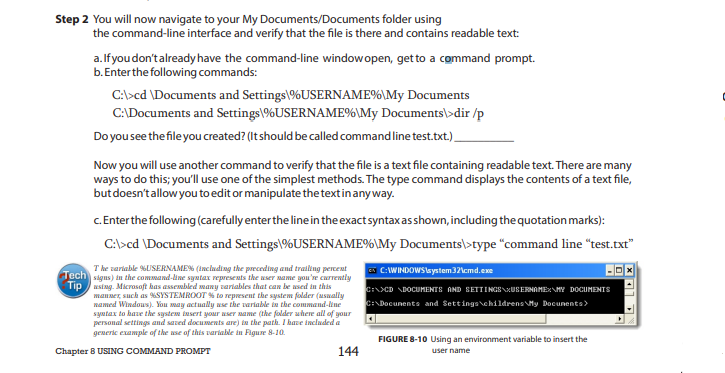 Step 2 You will now navigate to your My Documents/Documents folder using
the command-line interface and verify that the file is there and contains readable text:
a. If you don't already have the command-line window open, get to a command prompt.
b. Enter the following commands:
C:\>cd \Documents and Settings\%USERNAME%\My Documents
C:\Documents and Settings\%USERNAME%\My Documents\>dir /p
Do you see the file you created? (It should be called command line test.txt.) ___________
Now you will use another command to verify that the file is a text file containing readable text. There are many
ways to do this; you'll use one of the simplest methods. The type command displays the contents of a text file,
but doesn't allow you to edit or manipulate the text in any way.
c. Enter the following (carefully enter the line in the exact syntax as shown, including the quotation marks):
C:\>cd \Documents and Settings\%USERNAME%\My Documents\>type “command line “test.txt”
Tech
Tip
T he variable %USERNAME% (including the preceding and trailing percent
signs) in the command-line syntax represents the user name you're currently
using. Microsoft has assembled many variables that can be used in this
manner, such as %SYSTEMROOT % to represent the system folder (usually
named Windows). You may actually use the variable in the command-line
syntax to have the system insert your user name (the folder where all of your
personal settings and saved documents are) in the path. I have included a
generic example of the use of this variable in Figure 8-10.
C:\WINDOWS\system32\cmd.exe
C:\>CD \DOCUMENTS AND SETTINGS\%USERNAME%\MY DOCUMENTS
C:\Documents and Settings\childrens\My Documents>
FIGURE 8-10 Using an environment variable to insert the
user name
Chapter 8 USING COMMAND PROMPT
144